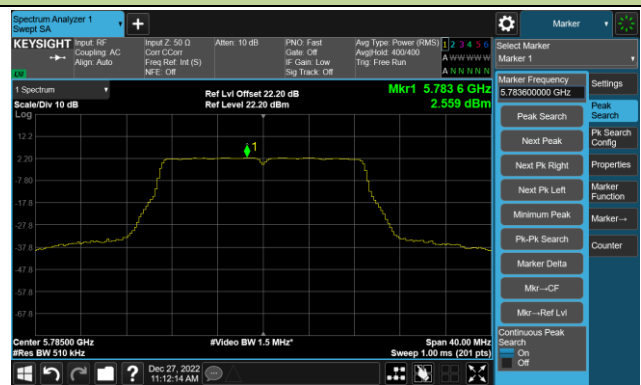 Spectrum Analyzer 1
Swept SA
+
Marker
KEYSIGHT
Input: RF
Coupling: AC
Align: Auto
Input Z: 50 Ω
Corr CCorr
Freq Ref: Int (S)
NFE: Off
Atten: 10 dB
PNO: Fast
Gate: Off
IF Gain: Low
Sig Track: Off
Avg Type: Power (RMS)
Avg|Hold: 400/400
Trig: Free Run
1 2 3 4 5 6
A W W W W W
A N N N N N
LXI
Select Marker
Marker 1
1 Spectrum
Scale/Div 10 dB
Log
Ref Lvl Offset 22.20 dB
Ref Level 22.20 dBm
Mkr1 5.783 6 GHz
2.559 dBm
12.2
2.20
-7.80
-17.8
-27.8
-37.8
-47.8
-57.8
-67.8
1
Center 5.78500 GHz
#Res BW 510 kHz
#Video BW 1.5 MHz*
Span 40.00 MHz
Sweep 1.00 ms (201 pts)
Marker Frequency
5.783600000 GHz
Peak Search
Next Peak
Next Pk Right
Next Pk Left
Minimum Peak
Pk-Pk Search
Marker Delta
Mkr→CF
Mkr→Ref Lvl
Continuous Peak
Search
On
Off
Settings
Peak
Search
Pk Search
Config
Properties
Marker
Function
Marker→
Counter
?
Dec 27, 2022
11:12:14 AM